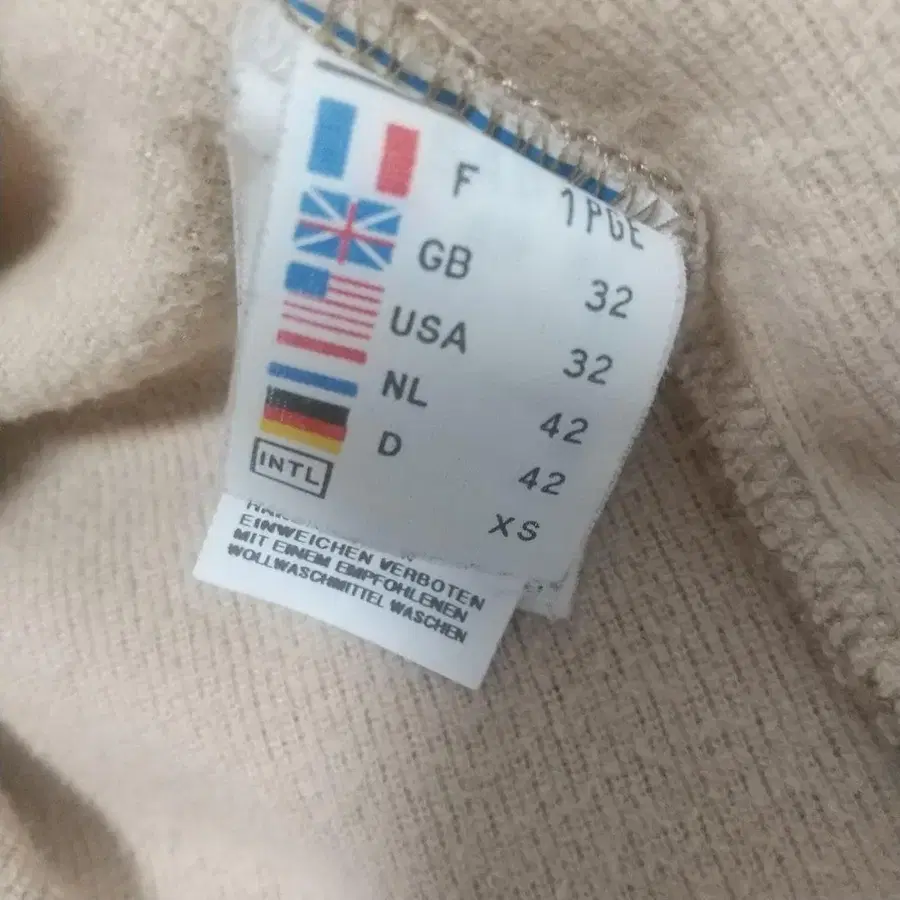 F 1PGE
GB 32
USA 32
NL 42
D 42
INTL XS
EINWEICHEN VERBOTEN
MIT EINEM EMPFOHLENEN
WOLLWASCHMITTEL WASCHEN